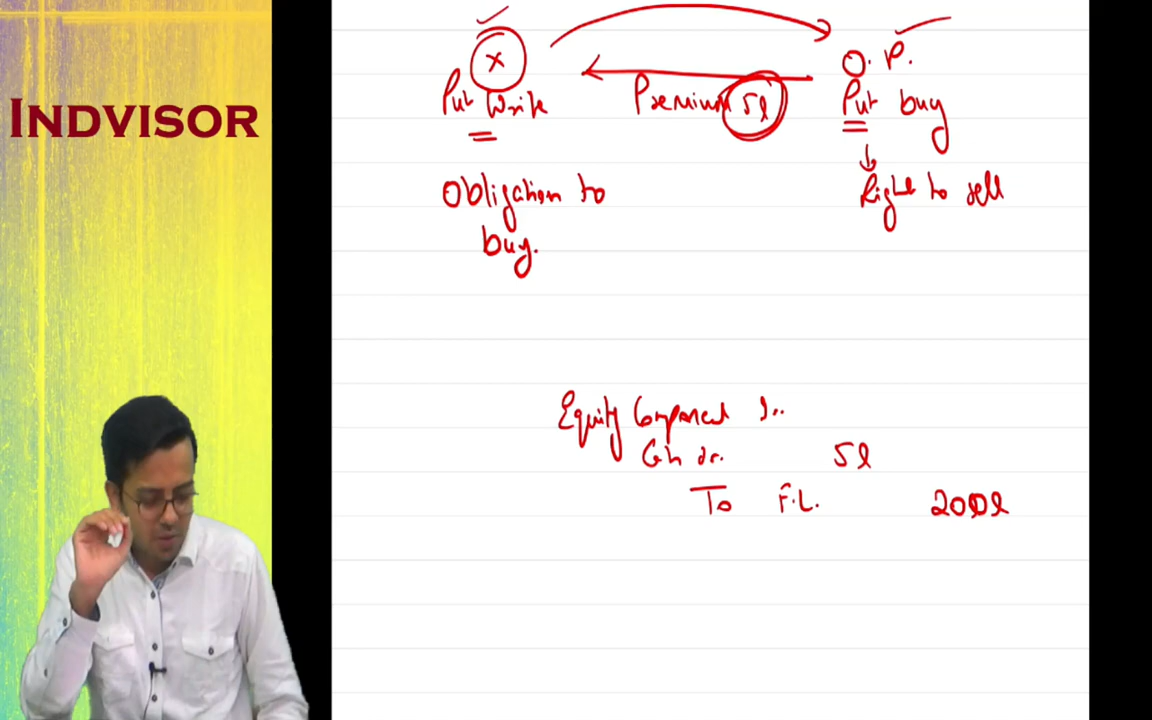 INDVISOR
X
Put Write
Premium 5l
O.P.
Put buy
Obligation to
buy.
Right to sell
Equity Component
Cash dr. 5l
To F.L. 200l